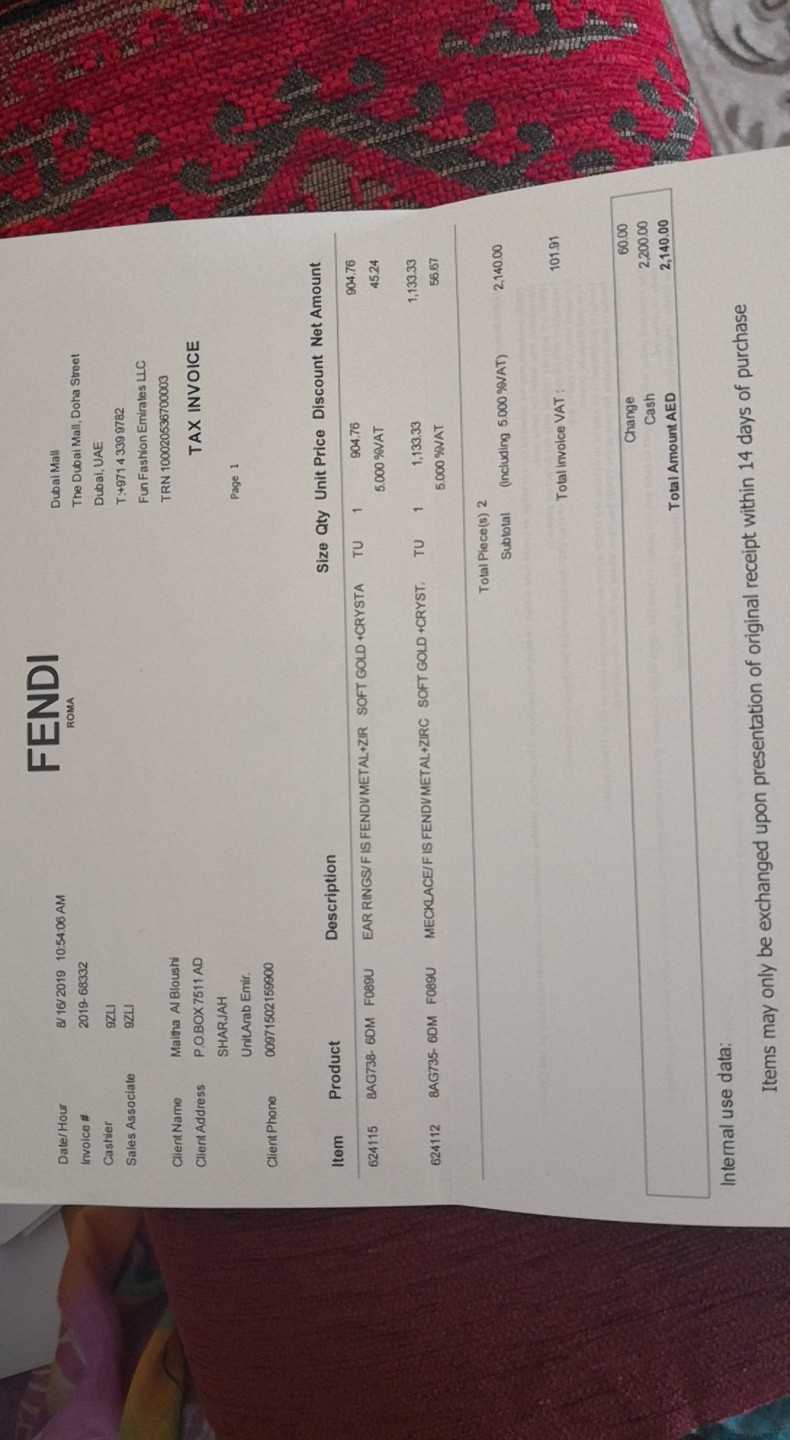 FENDI
ROMA
Date/Hour 8/16/2019 10:54:06 AM
Invoice # 2019-68332
Cashier 9ZLI
Sales Associate 9ZLI
Client Name Maitha Al Bloushi
Client Address P.O.BOX 7511 AD
SHARJAH
Unit.Arab Emir.
Client Phone 00971502159900
Dubai Mall
The Dubai Mall, Doha Street
Dubai, UAE
T:+971 4 339 9782
Fun Fashion Emirates LLC
TRN 100020536700003
TAX INVOICE
Page 1
Item Product Description Size Qty Unit Price Discount Net Amount
624115 8AG738- 6DM F089U EAR RINGS/F IS FENDI/METAL+ZIR SOFT GOLD +CRYSTA TU 1 904.76 904.76
5.000 %VAT 45.24
624112 8AG735- 6DM F089U MECKLACE/F IS FENDI/METAL+ZIRC SOFT GOLD +CRYST. TU 1 1,133.33 1,133.33
5.000 %VAT 56.67
Total Piece(s) 2
Subtotal (including 5.000 %VAT) 2,140.00
Total Invoice VAT : 101.91
Change 60.00
Cash 2,200.00
Total Amount AED 2,140.00
Internal use data:
Items may only be exchanged upon presentation of original receipt within 14 days of purchase